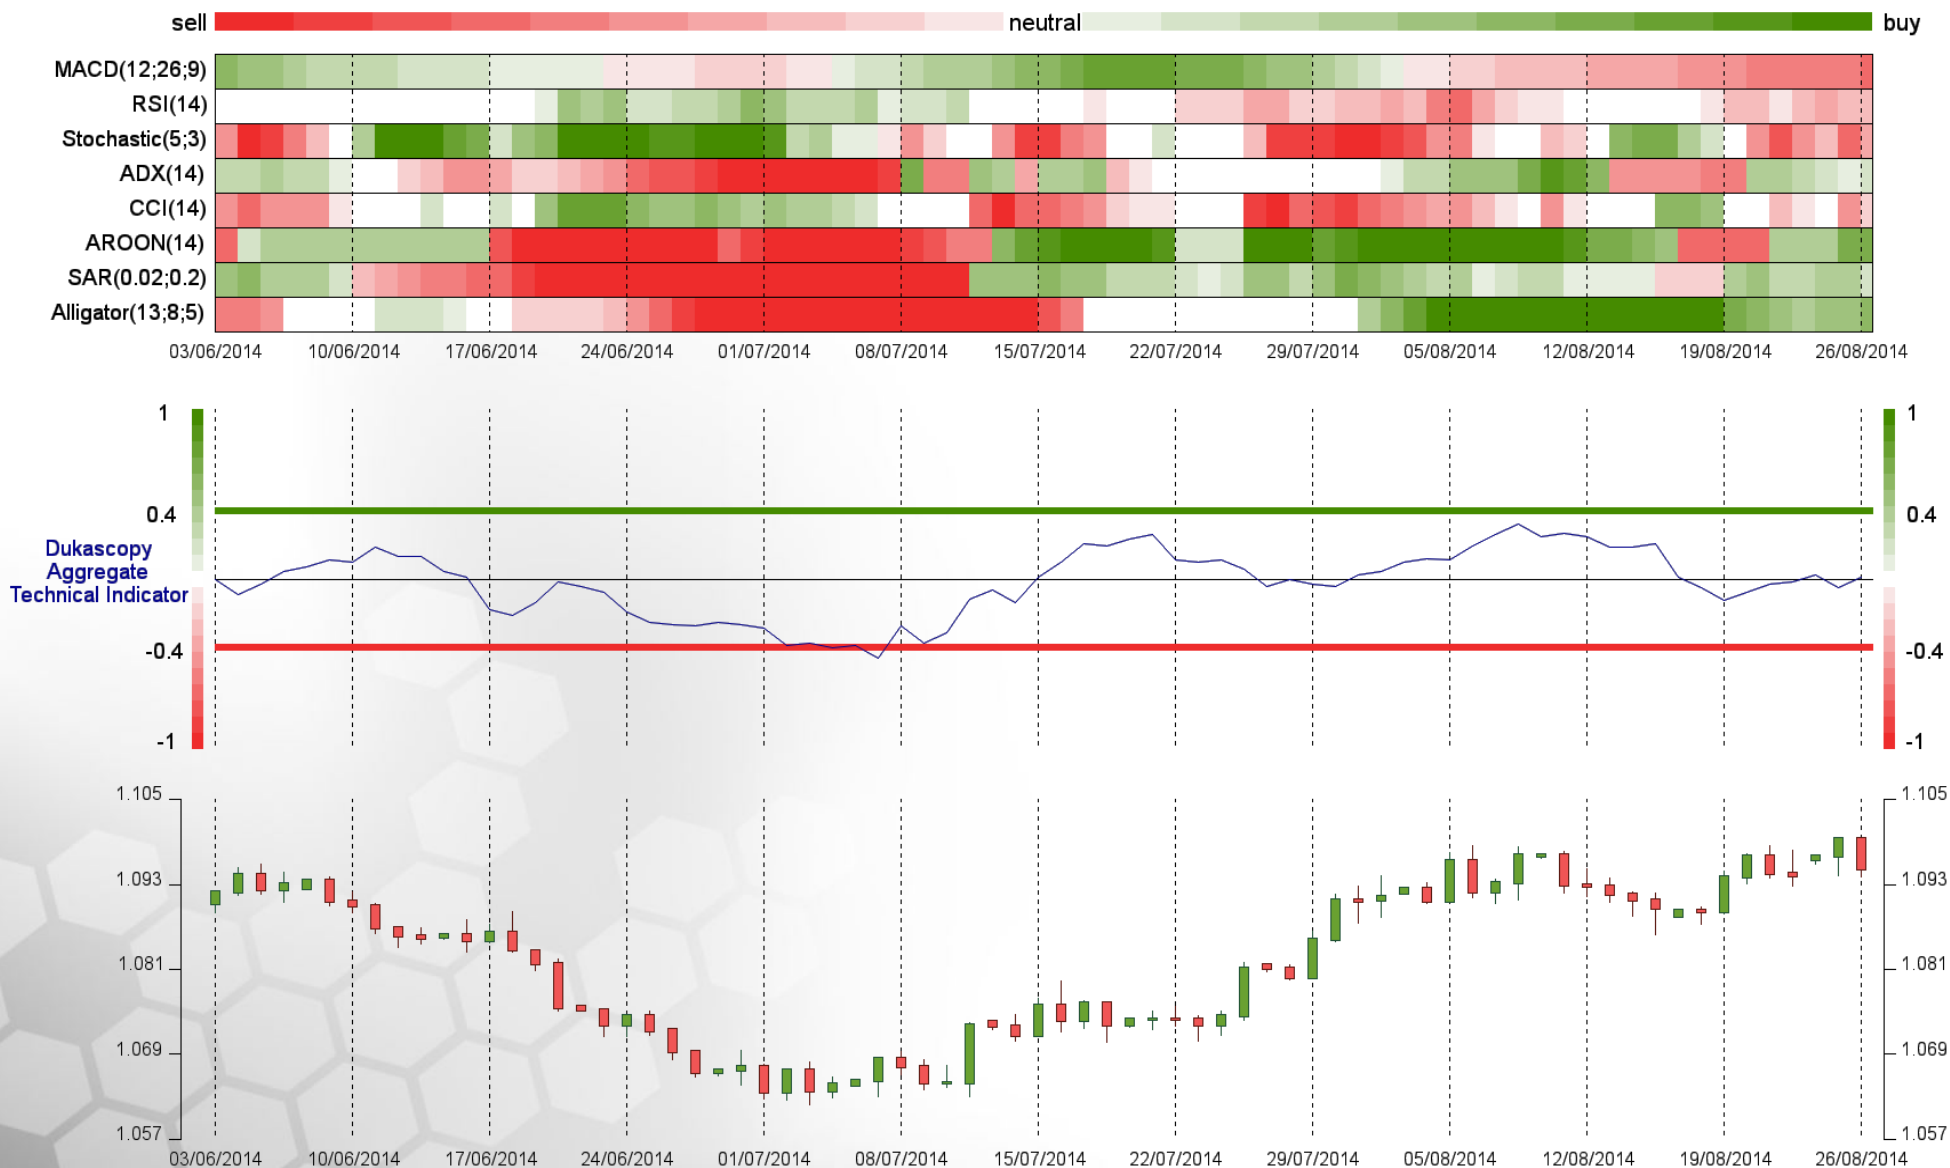 sell neutral buy
MACD(12;26;9)
RSI(14)
Stochastic(5;3)
ADX(14)
CCI(14)
AROON(14)
SAR(0.02;0.2)
Alligator(13;8;5)
03/06/2014 10/06/2014 17/06/2014 24/06/2014 01/07/2014 08/07/2014 15/07/2014 22/07/2014 29/07/2014 05/08/2014 12/08/2014 19/08/2014 26/08/2014
1 1
0.4 0.4
Dukascopy
Aggregate
Technical Indicator
-0.4 -0.4
-1 -1
1.105 1.105
1.093 1.093
1.081 1.081
1.069 1.069
1.057 1.057
03/06/2014 10/06/2014 17/06/2014 24/06/2014 01/07/2014 08/07/2014 15/07/2014 22/07/2014 29/07/2014 05/08/2014 12/08/2014 19/08/2014 26/08/2014